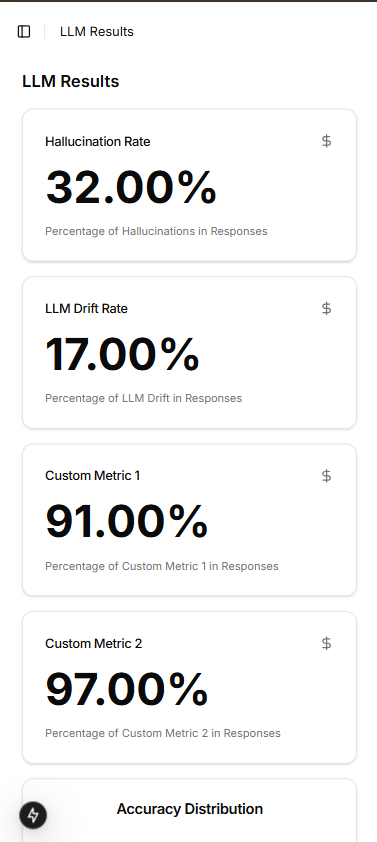 LLM Results
LLM Results
Hallucination Rate
$
32.00%
Percentage of Hallucinations in Responses
LLM Drift Rate
$
17.00%
Percentage of LLM Drift in Responses
Custom Metric 1
$
91.00%
Percentage of Custom Metric 1 in Responses
Custom Metric 2
$
97.00%
Percentage of Custom Metric 2 in Responses
Accuracy Distribution